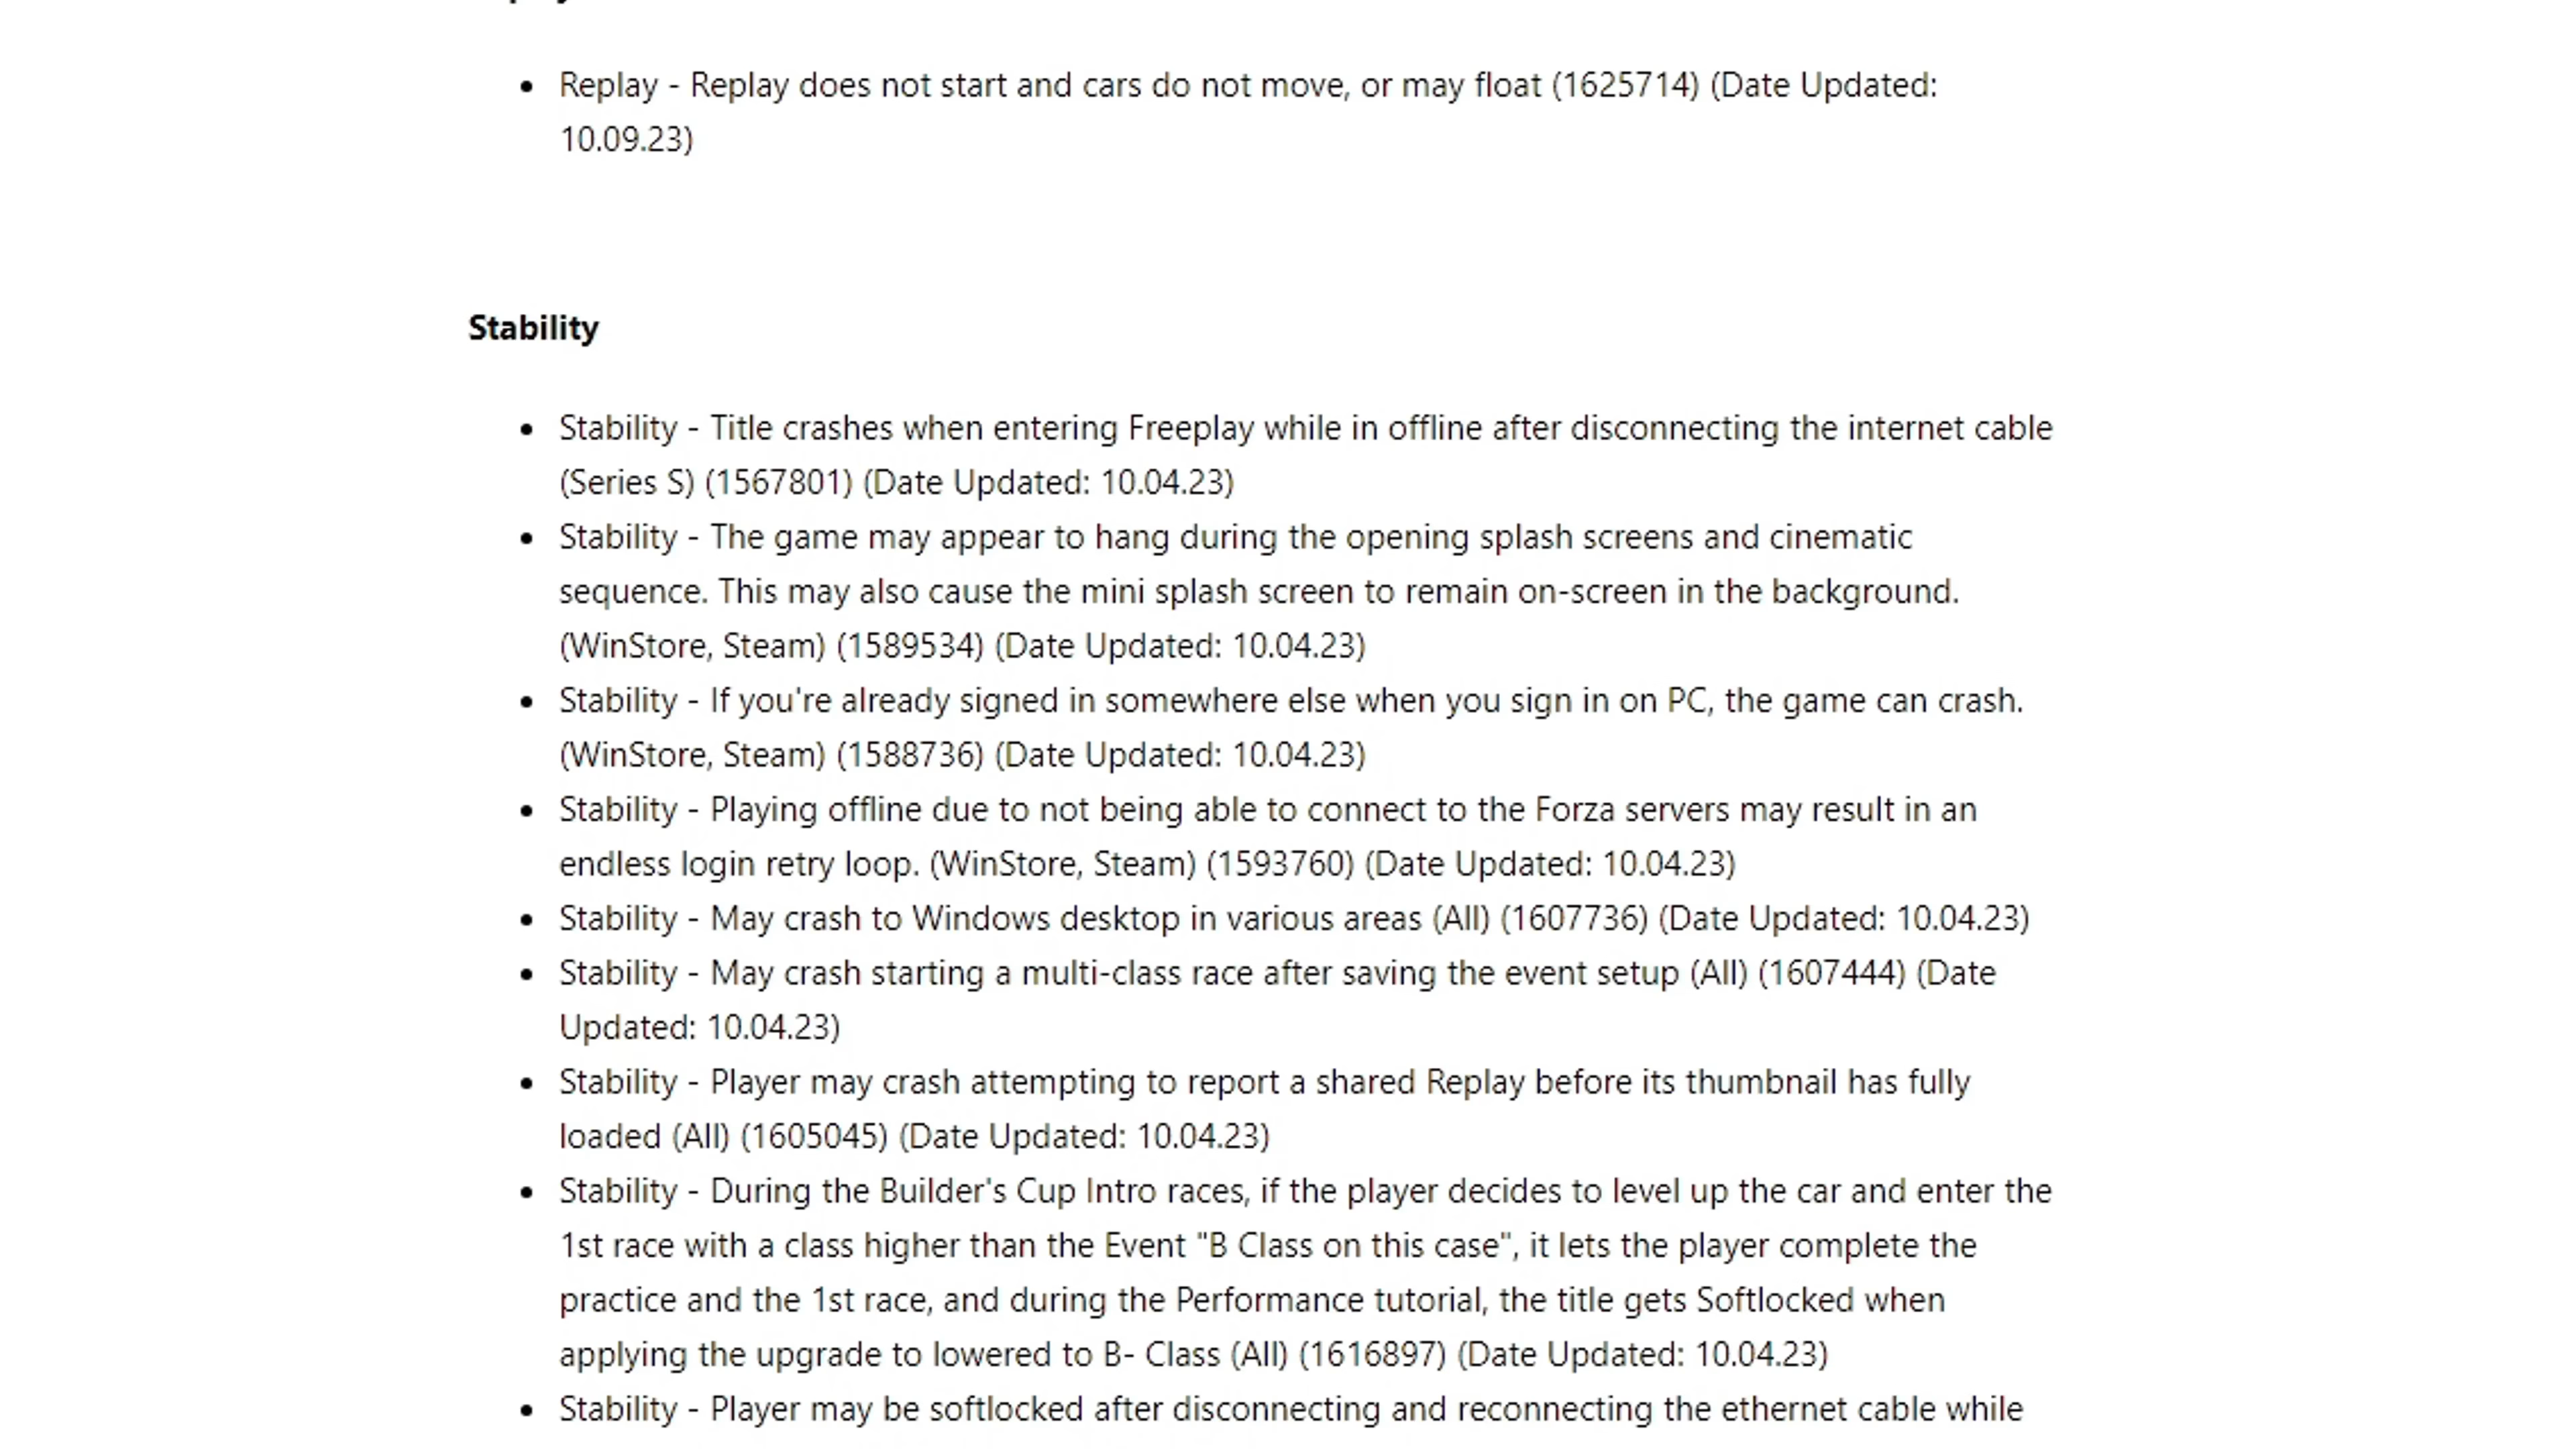 Replay - Replay does not start and cars do not move, or may float (1625714) (Date Updated:
10.09.23)
Stability
Stability - Title crashes when entering Freeplay while in offline after disconnecting the internet cable
(Series S) (1567801) (Date Updated: 10.04.23)
Stability - The game may appear to hang during the opening splash screens and cinematic
sequence. This may also cause the mini splash screen to remain on-screen in the background.
(WinStore, Steam) (1589534) (Date Updated: 10.04.23)
Stability - If you're already signed in somewhere else when you sign in on PC, the game can crash.
(WinStore, Steam) (1588736) (Date Updated: 10.04.23)
Stability - Playing offline due to not being able to connect to the Forza servers may result in an
endless login retry loop. (WinStore, Steam) (1593760) (Date Updated: 10.04.23)
Stability - May crash to Windows desktop in various areas (All) (1607736) (Date Updated: 10.04.23)
Stability - May crash starting a multi-class race after saving the event setup (All) (1607444) (Date
Updated: 10.04.23)
Stability - Player may crash attempting to report a shared Replay before its thumbnail has fully
loaded (All) (1605045) (Date Updated: 10.04.23)
Stability - During the Builder's Cup Intro races, if the player decides to level up the car and enter the
1st race with a class higher than the Event "B Class on this case", it lets the player complete the
practice and the 1st race, and during the Performance tutorial, the title gets Softlocked when
applying the upgrade to lowered to B- Class (All) (1616897) (Date Updated: 10.04.23)
Stability - Player may be softlocked after disconnecting and reconnecting the ethernet cable while